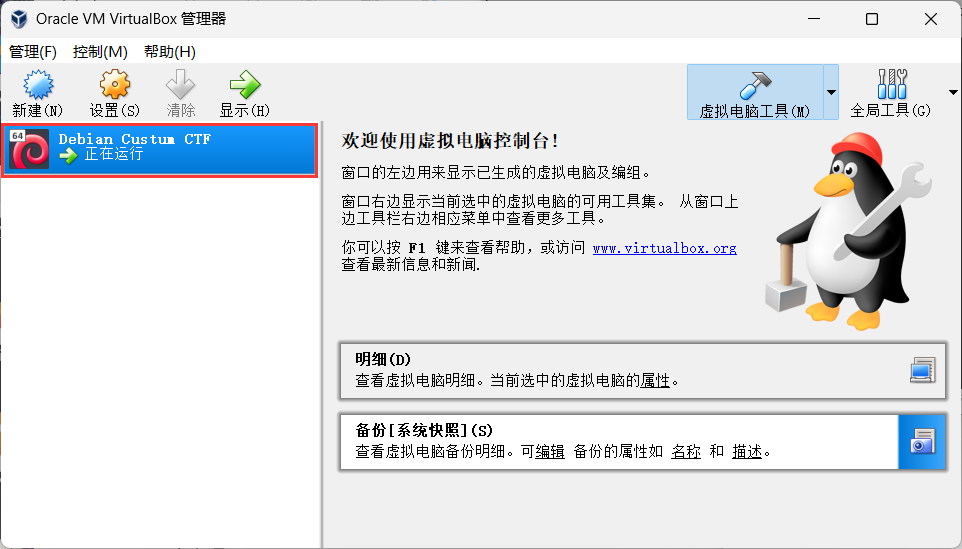 Oracle VM VirtualBox 管理器
管理(F) 控制(M) 帮助(H)
新建(N) 设置(S) 清除 显示(H) 虚拟电脑工具(M) 全局工具(G)
64
Debian Custum CTF
正在运行
欢迎使用虚拟电脑控制台!
窗口的左边用来显示已生成的虚拟电脑及编组。
窗口右边显示当前选中的虚拟电脑的可用工具集。 从窗口上
边工具栏右边相应菜单中查看更多工具。
你可以按 F1 键来查看帮助，或访问 www.virtualbox.org
查看最新信息和新闻.
明细(D)
查看虚拟电脑明细。当前选中的虚拟电脑的属性。
备份[系统快照](S)
查看虚拟电脑备份明细。可编辑 备份的属性如 名称 和 描述。